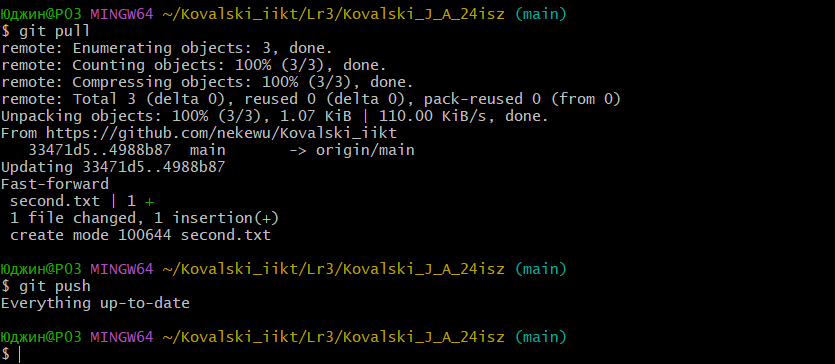 Юджин@PO3 MINGW64 ~/Kovalski_iikt/Lr3/Kovalski_J_A_24isz (main)
$ git pull
remote: Enumerating objects: 3, done.
remote: Counting objects: 100% (3/3), done.
remote: Compressing objects: 100% (3/3), done.
remote: Total 3 (delta 0), reused 0 (delta 0), pack-reused 0 (from 0)
Unpacking objects: 100% (3/3), 1.07 KiB | 110.00 KiB/s, done.
From https://github.com/nekewu/Kovalski_iikt
   33471d5..4988b87  main       -> origin/main
Updating 33471d5..4988b87
Fast-forward
 second.txt | 1 +
 1 file changed, 1 insertion(+)
 create mode 100644 second.txt
Юджин@PO3 MINGW64 ~/Kovalski_iikt/Lr3/Kovalski_J_A_24isz (main)
$ git push
Everything up-to-date
Юджин@PO3 MINGW64 ~/Kovalski_iikt/Lr3/Kovalski_J_A_24isz (main)
$